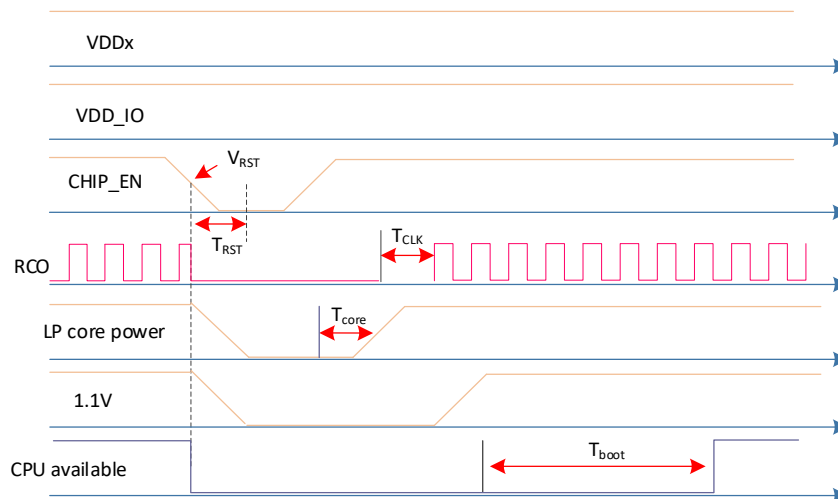 VDDx
VDD_IO
VRST
CHIP_EN
TRST
TCLK
RCO
Tcore
LP core power
1.1V
Tboot
CPU available